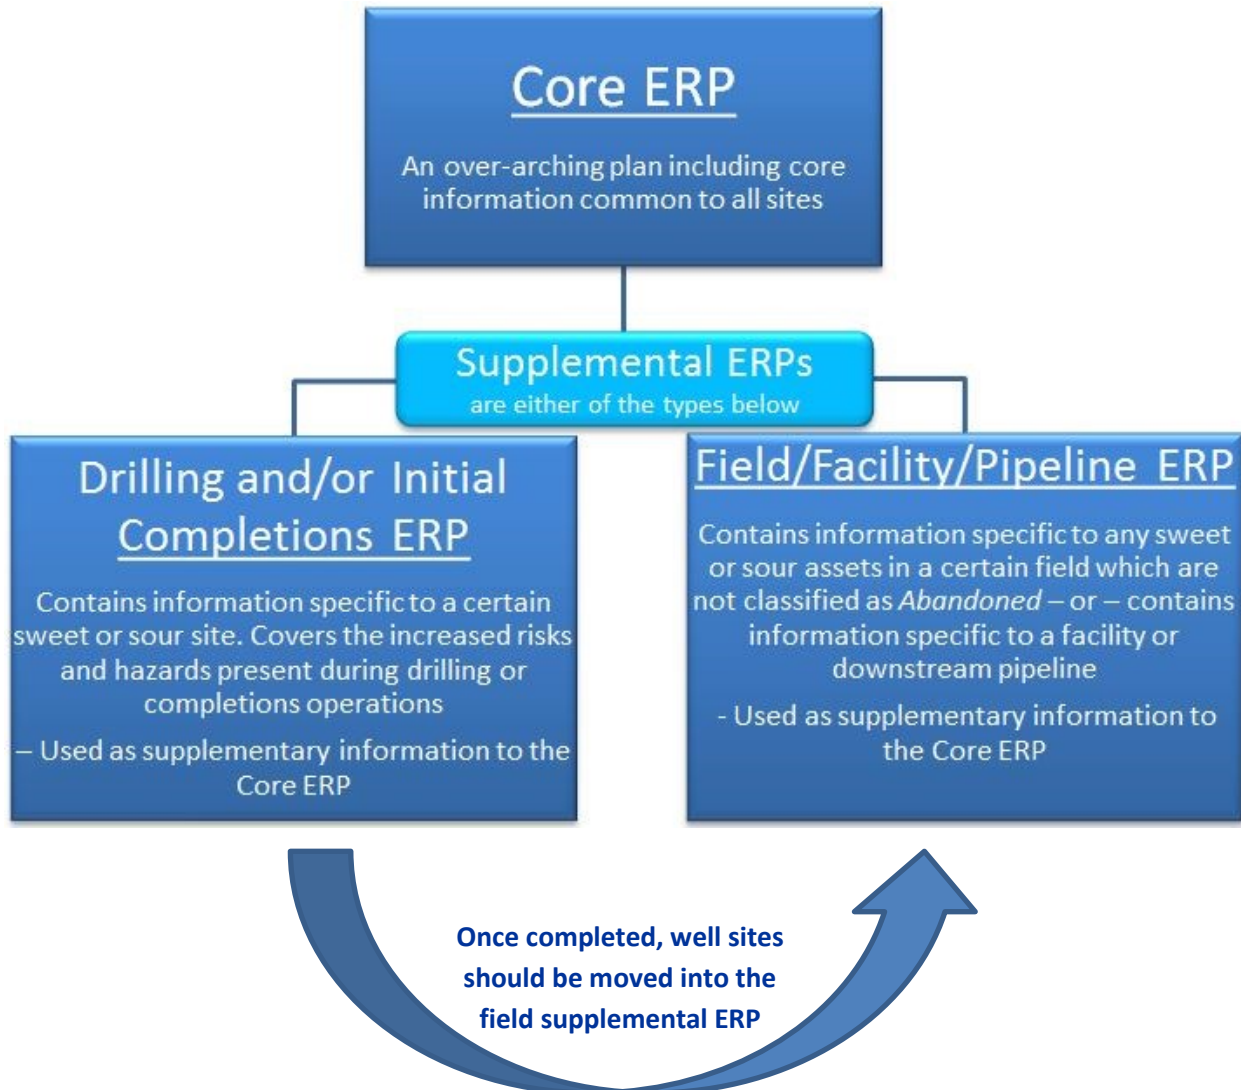 Core ERP
An over-arching plan including core
information common to all sites
Supplemental ERPs
are either of the types below
Drilling and/or Initial
Completions ERP
Contains information specific to a certain
sweet or sour site. Covers the increased risks
and hazards present during drilling or
completions operations
– Used as supplementary information to the
Core ERP
Field/Facility/Pipeline ERP
Contains information specific to any sweet
or sour assets in a certain field which are
not classified as Abandoned – or – contains
information specific to a facility or
downstream pipeline
- Used as supplementary information to
the Core ERP
Once completed, well sites
should be moved into the
field supplemental ERP